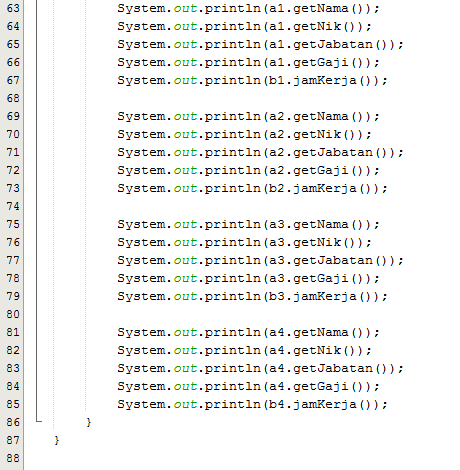 63 System.out.println(a1.getNama());
64 System.out.println(a1.getNik());
65 System.out.println(a1.getJabatan());
66 System.out.println(a1.getGaji());
67 System.out.println(b1.jamKerja());
68
69 System.out.println(a2.getNama());
70 System.out.println(a2.getNik());
71 System.out.println(a2.getJabatan());
72 System.out.println(a2.getGaji());
73 System.out.println(b2.jamKerja());
74
75 System.out.println(a3.getNama());
76 System.out.println(a3.getNik());
77 System.out.println(a3.getJabatan());
78 System.out.println(a3.getGaji());
79 System.out.println(b3.jamKerja());
80
81 System.out.println(a4.getNama());
82 System.out.println(a4.getNik());
83 System.out.println(a4.getJabatan());
84 System.out.println(a4.getGaji());
85 System.out.println(b4.jamKerja());
86 }
87 }
88